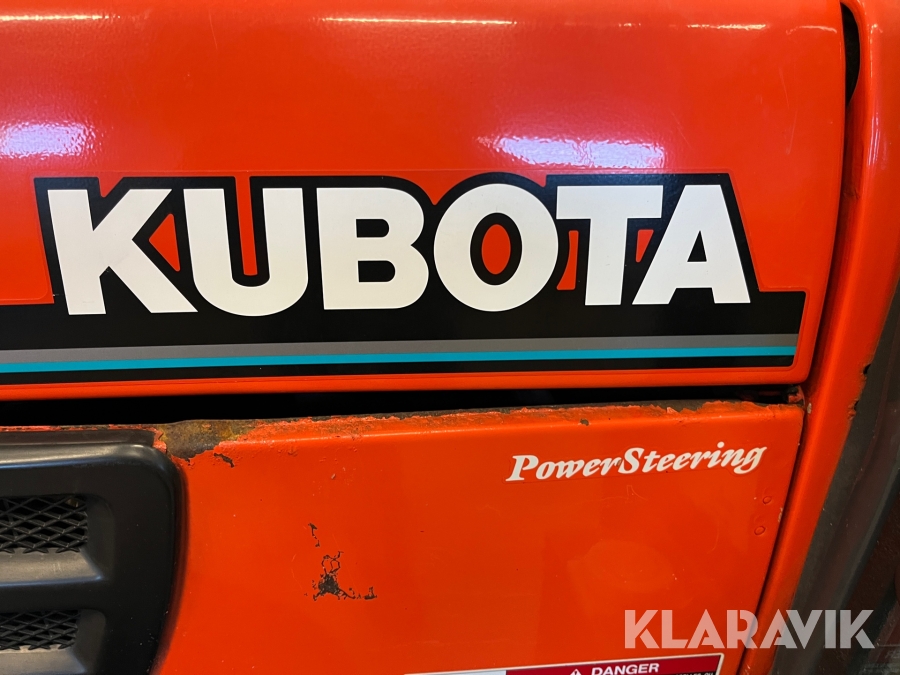 KUBOTA
PowerSteering
KLARAVIK
DANGER